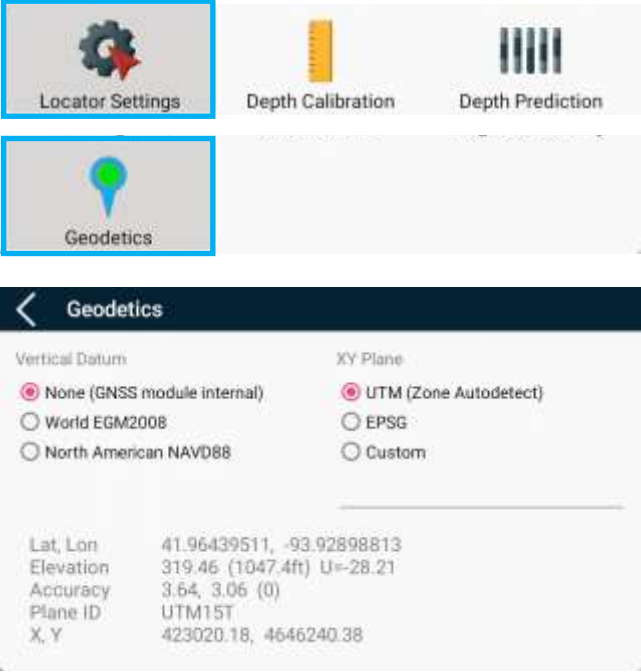 Locator Settings Depth Calibration Depth Prediction
Geodetics
Geodetics
Vertical Datum XY Plane
None (GNSS module internal) UTM (Zone Autodetect)
World EGM2008 EPSG
North American NAVD88 Custom
Lat, Lon 41.96439511, -93.92898813
Elevation 319.46 (1047.4ft) U=-28.21
Accuracy 3.64, 3.06 (0)
Plane ID UTM15T
X, Y 423020.18, 4646240.38